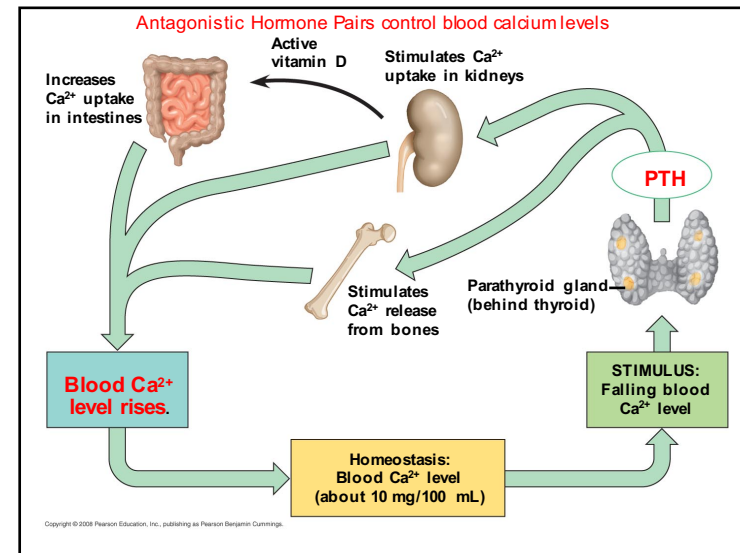 Antagonistic Hormone Pairs control blood calcium levels
Active
vitamin D
Stimulates Ca²⁺
uptake in kidneys
Increases
Ca²⁺ uptake
in intestines
PTH
Parathyroid gland
(behind thyroid)
Stimulates
Ca²⁺ release
from bones
Blood Ca²⁺
level rises.
STIMULUS:
Falling blood
Ca²⁺ level
Homeostasis:
Blood Ca²⁺ level
(about 10 mg/100 mL)
Copyright © 2008 Pearson Education, Inc., publishing as Pearson Benjamin Cummings.